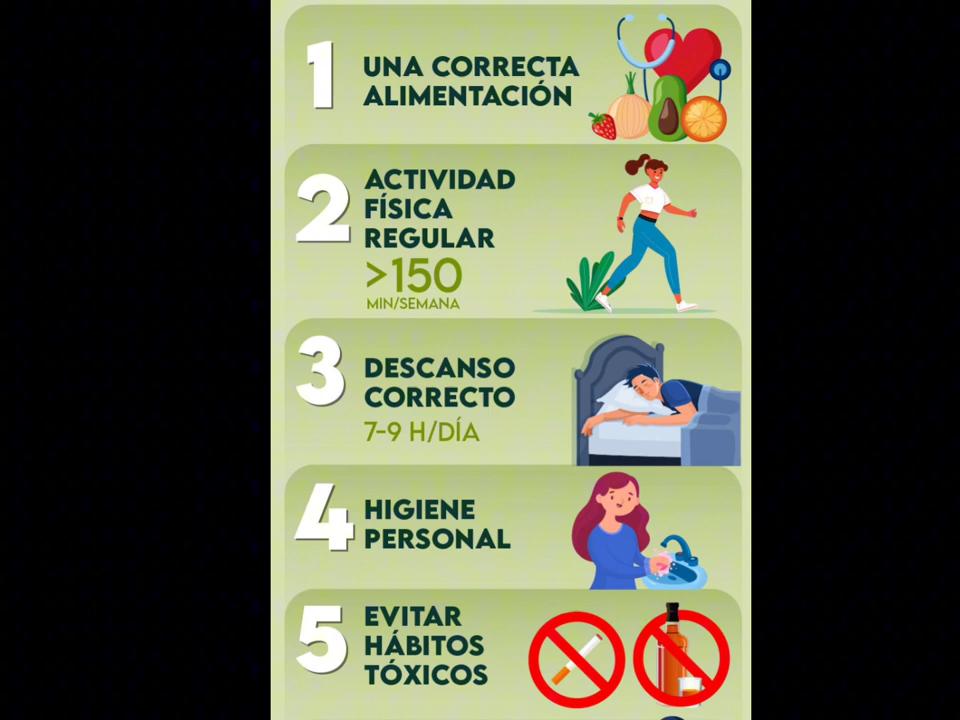 1
UNA CORRECTA
ALIMENTACIÓN
2
ACTIVIDAD
FÍSICA
REGULAR
>150
MIN/SEMANA
3
DESCANSO
CORRECTO
7-9 H/DÍA
4
HIGIENE
PERSONAL
5
EVITAR
HÁBITOS
TÓXICOS